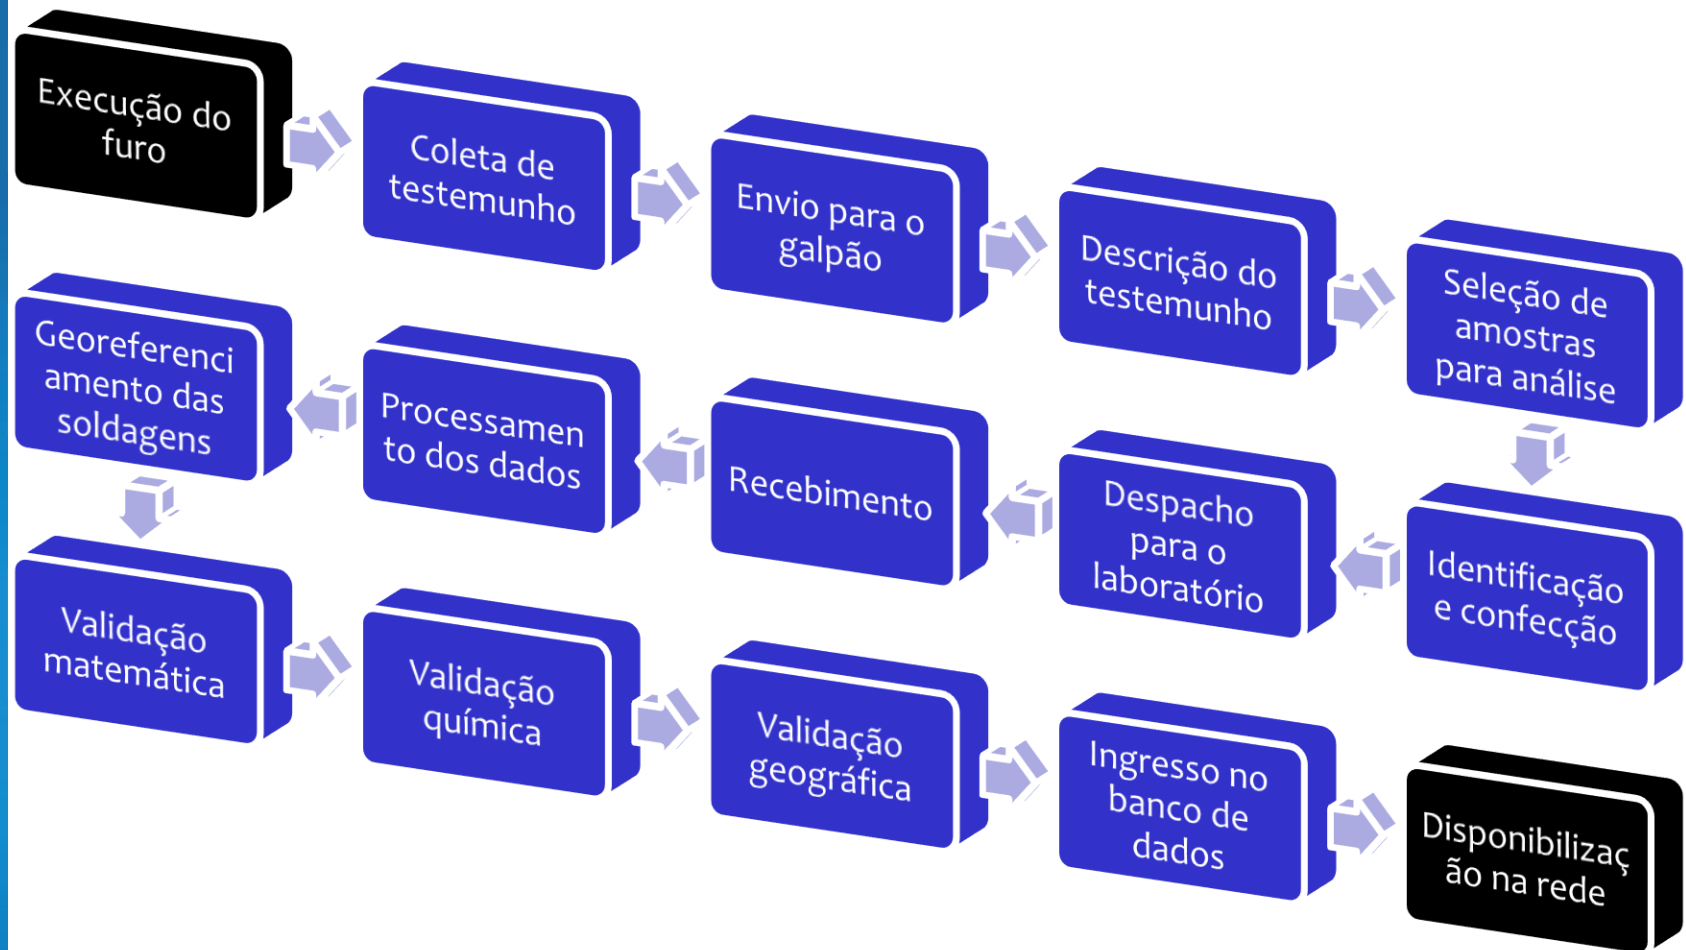 Execução do
furo
Coleta de
testemunho
Envio para o
galpão
Descrição do
testemunho
Seleção de
amostras
para análise
Identificação
e confecção
Despacho
para o
laboratório
Recebimento
Processamen
to dos dados
Georeferenci
amento das
soldagens
Validação
matemática
Validação
química
Validação
geográfica
Ingresso no
banco de
dados
Disponibilizaç
ão na rede